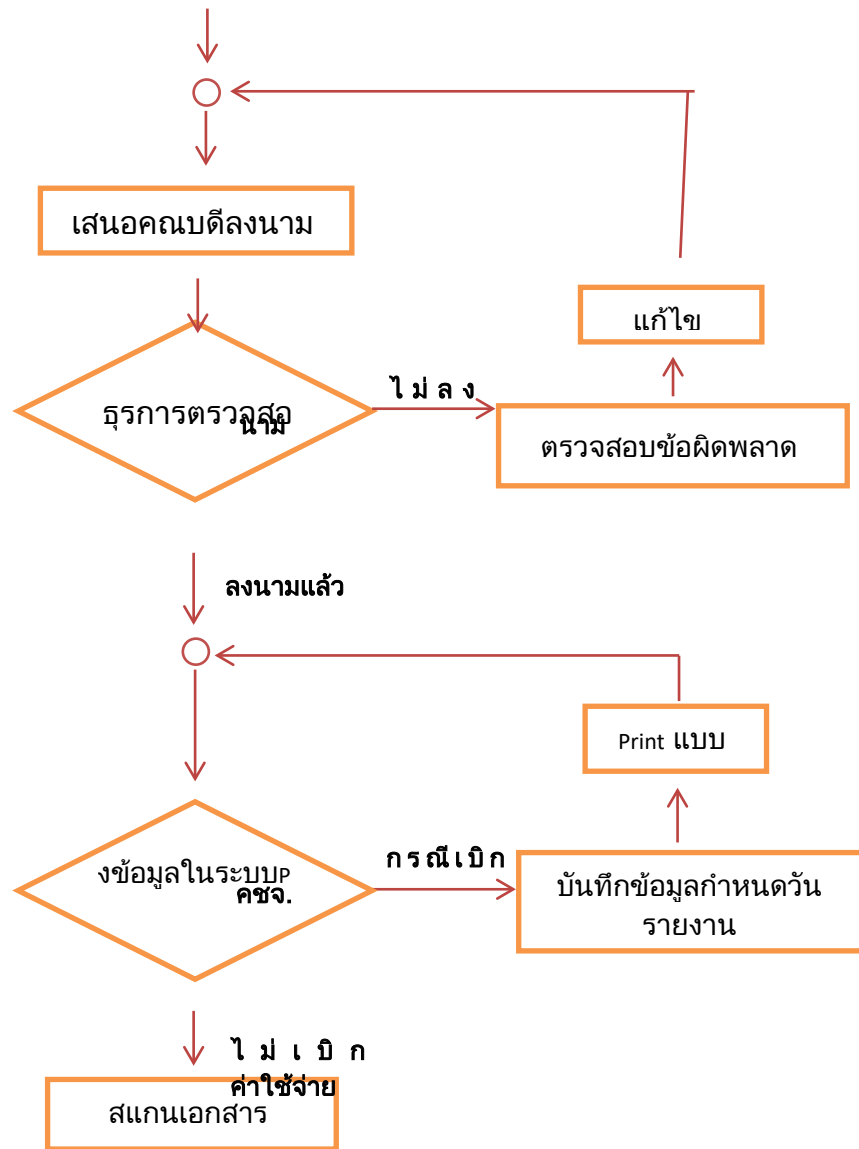 เสนอคณบดีลงนาม
แก้ไข
ไม่ลง
นาม
ธุรการตรวจสอ
ตรวจสอบข้อผิดพลาด
ลงนามแล้ว
Print แบบ
กรณีเบิก
คชจ.
งข้อมูลในระบบP
บันทึกข้อมูลกำหนดวัน
รายงาน
ไม่เบิก
ค่าใช้จ่าย
สแกนเอกสาร